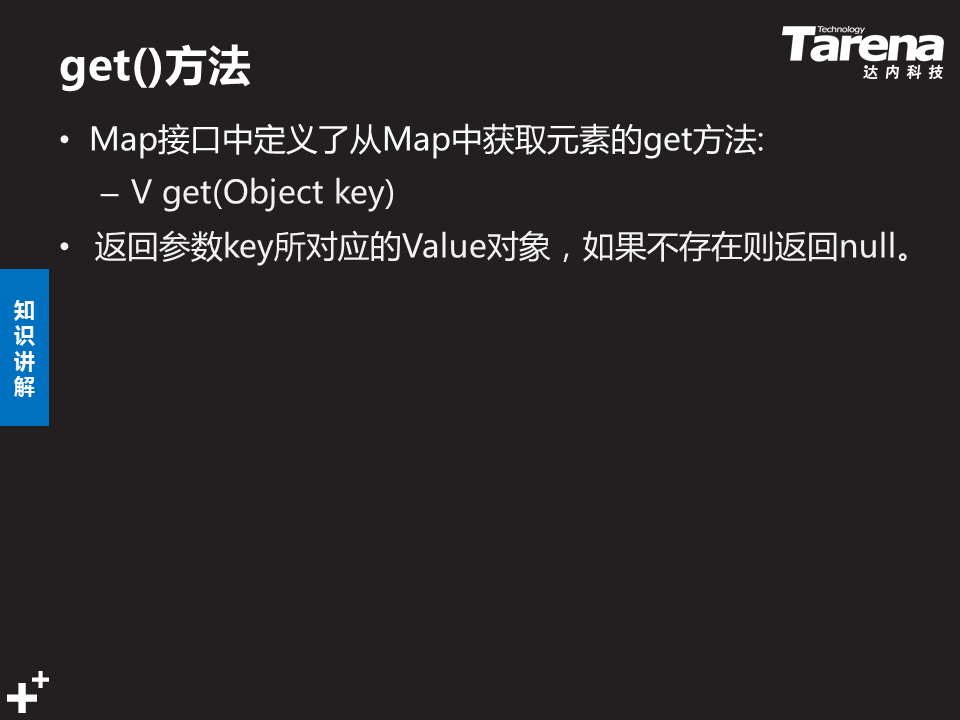 get()方法
Technology
Tarena
达内科技
• Map接口中定义了从Map中获取元素的get方法:
– V get(Object key)
• 返回参数key所对应的Value对象，如果不存在则返回null。
知
识
讲
解